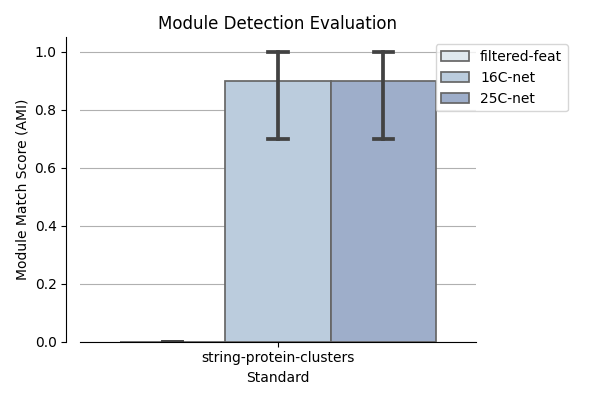 Module Detection Evaluation
Module Match Score (AMI)
1.0
0.8
0.6
0.4
0.2
0.0
filtered-feat
16C-net
25C-net
string-protein-clusters
Standard